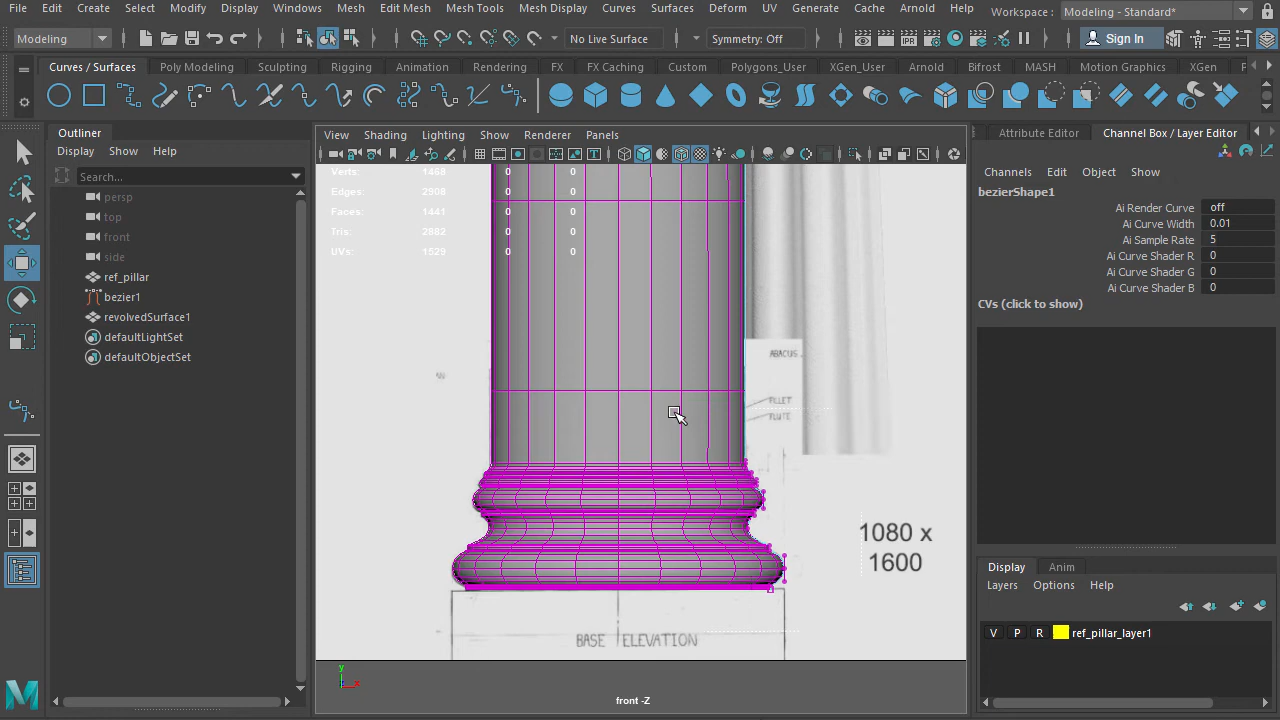 File Edit Create Select Modify Display Windows Mesh Edit Mesh Mesh Tools Mesh Display Curves Surfaces Deform UV Generate Cache Arnold Help Workspace : Modeling - Standard*
Modeling No Live Surface Symmetry: Off Sign In
Curves / Surfaces Poly Modeling Sculpting Rigging Animation Rendering FX FX Caching Custom Polygons_User XGen_User Arnold Bifrost MASH Motion Graphics XGen
Outliner
Display Show Help
Search...
persp
top
front
side
ref_pillar
bezier1
revolvedSurface1
defaultLightSet
defaultObjectSet
View Shading Lighting Show Renderer Panels
Verts: 1468 0 0
Edges: 2908 0 0
Faces: 1441 0 0
Tris: 2882 0 0
UVs: 1529 0 0
ABACUS.
FILLET
FLUTE
1080 x
1600
BASE ELEVATION
y
x
front -Z
Attribute Editor Channel Box / Layer Editor
Channels Edit Object Show
bezierShape1
Ai Render Curve off
Ai Curve Width 0.01
Ai Sample Rate 5
Ai Curve Shader R 0
Ai Curve Shader G 0
Ai Curve Shader B 0
CVs (click to show)
Display Anim
Layers Options Help
V P R ref_pillar_layer1